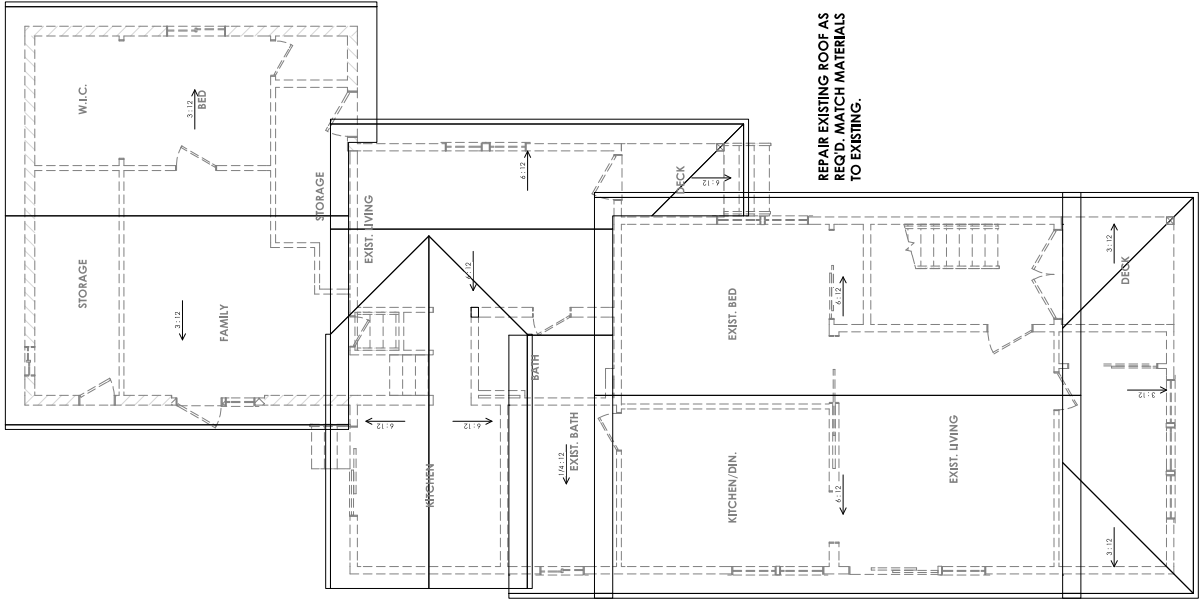 W.I.C.
BED
3:12
STORAGE
STORAGE
FAMILY
3:12
EXIST. LIVING
6:12
DECK
6:12
REPAIR EXISTING ROOF AS
REQ'D. MATCH MATERIALS
TO EXISTING.
6:12
BATH
6:12
6:12
KITCHEN
EXIST. BATH
1/4:12
EXIST. BED
6:12
3:12
DECK
3:12
KITCHEN/DIN.
6:12
EXIST. LIVING
3:12